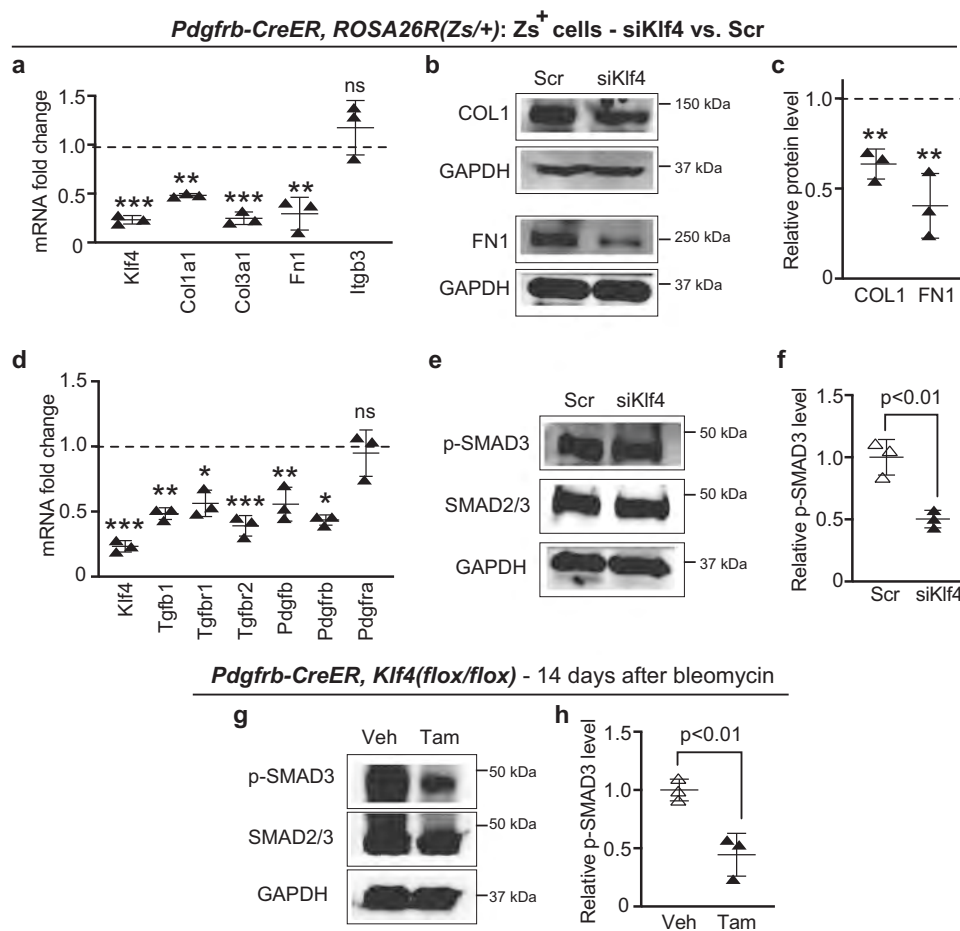 Pdgfrb-CreER, ROSA26R(Zs/+): Zs+ cells - siKlf4 vs. Scr
a
mRNA fold change
1.5
1.0
0.5
0
***
**
***
**
ns
Klf4
Col1a1
Col3a1
Fn1
Itgb3
b
Scr siKlf4
COL1
150 kDa
GAPDH
37 kDa
FN1
250 kDa
GAPDH
37 kDa
c
Relative protein level
1.0
0.5
0
**
**
COL1 FN1
d
mRNA fold change
1.5
1.0
0.5
0
***
**
*
***
**
*
ns
Klf4
Tgfb1
Tgfbr1
Tgfbr2
Pdgfb
Pdgfrb
Pdgfra
e
Scr siKlf4
p-SMAD3
50 kDa
SMAD2/3
50 kDa
GAPDH
37 kDa
f
Relative p-SMAD3 level
p<0.01
1.5
1.0
0.5
0
Scr siKlf4
Pdgfrb-CreER, Klf4(flox/flox) - 14 days after bleomycin
g
Veh Tam
p-SMAD3
50 kDa
SMAD2/3
50 kDa
GAPDH
37 kDa
h
Relative p-SMAD3 level
p<0.01
1.5
1.0
0.5
0
Veh Tam